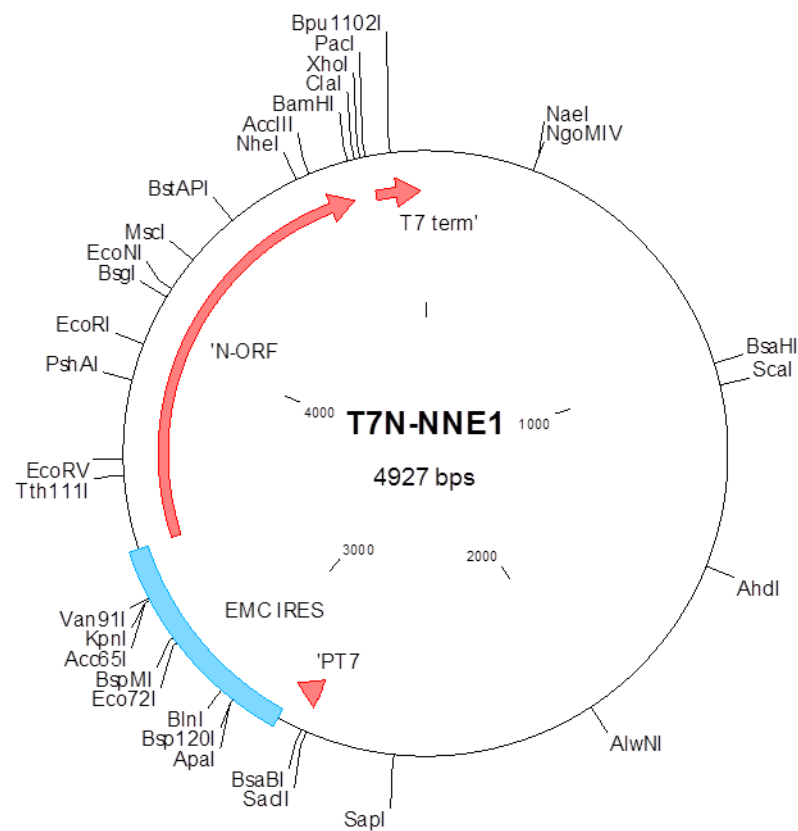 Bpu1102I
PacI
XhoI
ClaI
BamHI
AccIII
NheI
BstAPI
MscI
EcoNI
BsgI
EcoRI
PshAI
EcoRV
Tth111I
NaeI
NgoMIV
T7 term'
'N-ORF
BsaHI
ScaI
4000
T7N-NNE1
1000
4927 bps
3000
2000
AhdI
Van91I
KpnI
Acc65I
BspMI
Eco72I
BlnI
Bsp120I
ApaI
EMC IRES
'PT7
BsaBI
SacII
SapI
AlwNI